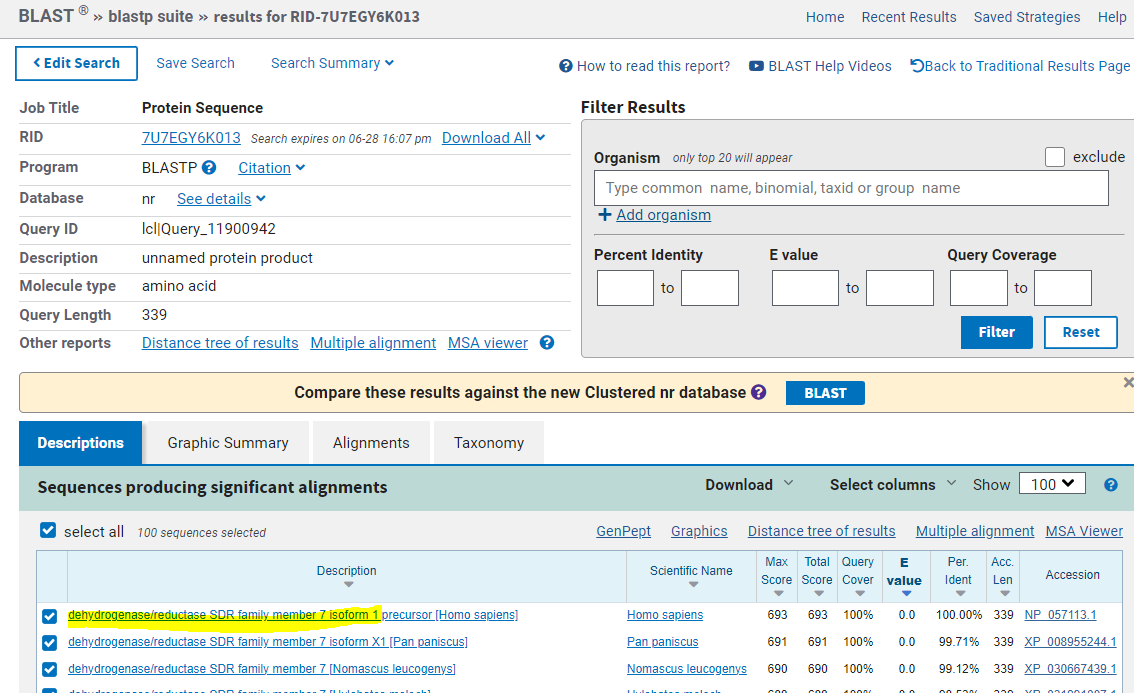 BLAST ® » blastp suite » results for RID-7U7EGY6K013
Home Recent Results Saved Strategies Help
Edit Search Save Search Search Summary
How to read this report? BLAST Help Videos Back to Traditional Results Page
Job Title Protein Sequence
RID 7U7EGY6K013 Search expires on 06-28 16:07 pm Download All
Program BLASTP Citation
Database nr See details
Query ID lcl|Query_11900942
Description unnamed protein product
Molecule type amino acid
Query Length 339
Other reports Distance tree of results Multiple alignment MSA viewer
Filter Results
Organism only top 20 will appear exclude
Type common name, binomial, taxid or group name
+ Add organism
Percent Identity E value Query Coverage
to to to
Filter Reset
Compare these results against the new Clustered nr database BLAST
Descriptions Graphic Summary Alignments Taxonomy
Sequences producing significant alignments Download Select columns Show 100
select all 100 sequences selected GenPept Graphics Distance tree of results Multiple alignment MSA Viewer
Description Scientific Name Max Score Total Score Query Cover E value Per. Ident Acc. Len Accession
dehydrogenase/reductase SDR family member 7 isoform 1 precursor [Homo sapiens] Homo sapiens 693 693 100% 0.0 100.00% 339 NP_057113.1
dehydrogenase/reductase SDR family member 7 isoform X1 [Pan paniscus] Pan paniscus 691 691 100% 0.0 99.71% 339 XP_008955244.1
dehydrogenase/reductase SDR family member 7 [Nomascus leucogenys] Nomascus leucogenys 690 690 100% 0.0 99.12% 339 XP_030667439.1